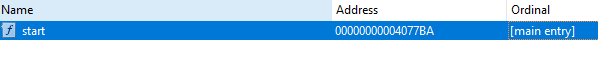 Name Address Ordinal
f start 00000000004077BA [main entry]